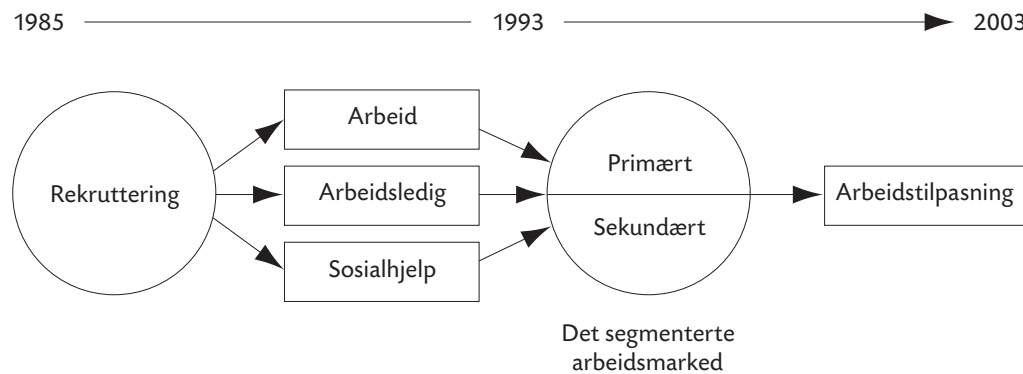 1985 1993 2003
Arbeid
Rekruttering
Arbeidsledig
Sosialhjelp
Primært
Sekundært
Arbeidstilpasning
Det segmenterte
arbeidsmarked